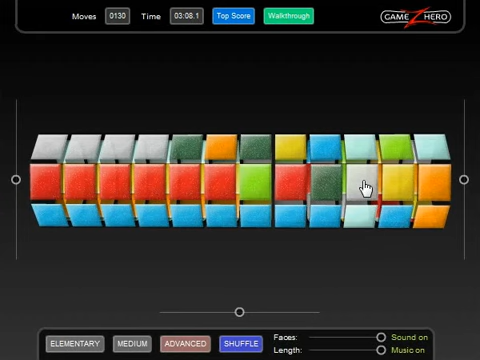 Moves 0130 Time 03:08.1 Top Score Walkthrough GAMEZHERO
ELEMENTARY MEDIUM ADVANCED SHUFFLE
Faces: Sound on
Length: Music on